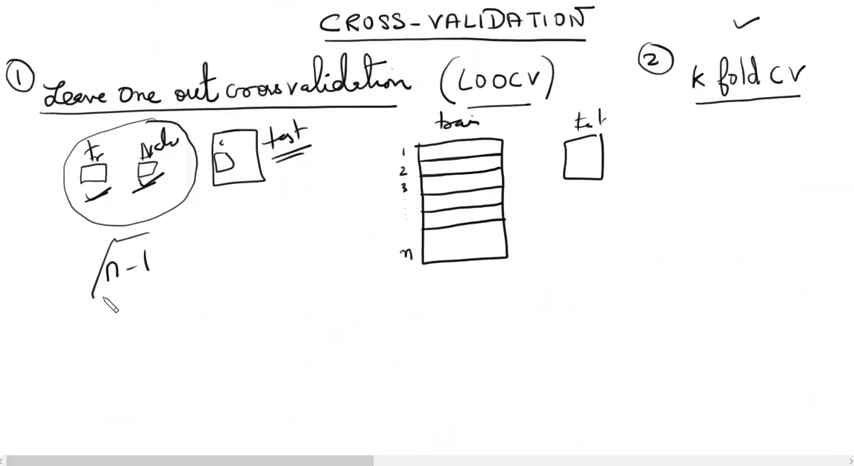 CROSS-VALIDATION
① Leave One out crossvalidation (LOOCV)
② k fold CV
tr
test
train
1
2
3
n
n-1